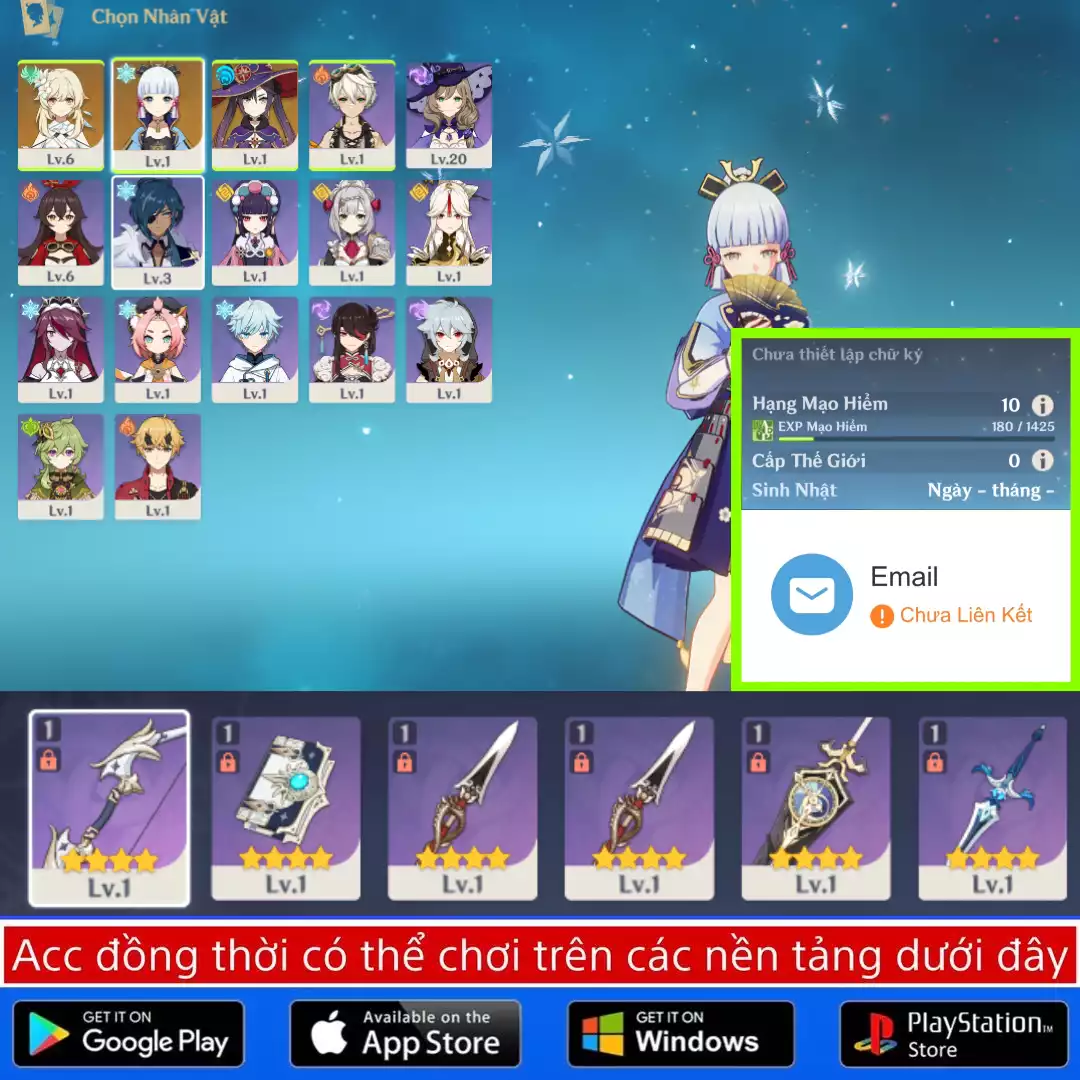 Chọn Nhân Vật
Lv.6
Lv.1
Lv.1
Lv.1
Lv.20
Lv.6
Lv.3
Lv.1
Lv.1
Lv.1
Lv.1
Lv.1
Lv.1
Lv.1
Lv.1
Lv.1
Lv.1
Chưa thiết lập chữ ký
Hạng Mạo Hiểm 10
EXP Mạo Hiểm 180 / 1425
Cấp Thế Giới 0
Sinh Nhật Ngày - tháng -
Email
Chưa Liên Kết
1
1
1
1
1
1
Lv.1
Lv.1
Lv.1
Lv.1
Lv.1
Lv.1
Acc đồng thời có thể chơi trên các nền tảng dưới đây
GET IT ON
Google Play
Available on the
App Store
GET IT ON
Windows
PlayStation™
Store